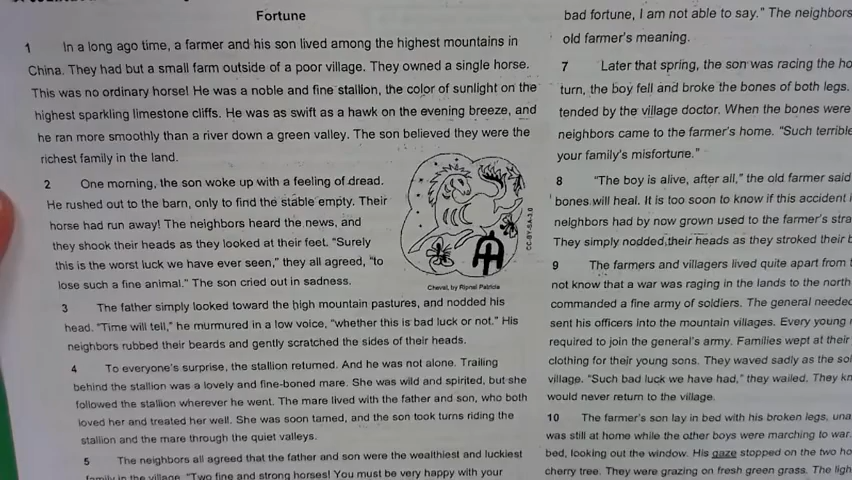 Fortune
1 In a long ago time, a farmer and his son lived among the highest mountains in
China. They had but a small farm outside of a poor village. They owned a single horse.
This was no ordinary horse! He was a noble and fine stallion, the color of sunlight on the
highest sparkling limestone cliffs. He was as swift as a hawk on the evening breeze, and
he ran more smoothly than a river down a green valley. The son believed they were the
richest family in the land.
2 One morning, the son woke up with a feeling of dread.
He rushed out to the barn, only to find the stable empty. Their
horse had run away! The neighbors heard the news, and
they shook their heads as they looked at their feet. "Surely
this is the worst luck we have ever seen," they all agreed, "to
lose such a fine animal." The son cried out in sadness.
CC-BY-SA-3.0
Cheval, by Ripnel Patricia
3 The father simply looked toward the high mountain pastures, and nodded his
head. "Time will tell," he murmured in a low voice, "whether this is bad luck or not." His
neighbors rubbed their beards and gently scratched the sides of their heads.
4 To everyone's surprise, the stallion returned. And he was not alone. Trailing
behind the stallion was a lovely and fine-boned mare. She was wild and spirited, but she
followed the stallion wherever he went. The mare lived with the father and son, who both
loved her and treated her well. She was soon tamed, and the son took turns riding the
stallion and the mare through the quiet valleys.
5 The neighbors all agreed that the father and son were the wealthiest and luckiest
family in the village. "Two fine and strong horses! You must be very happy with your
bad fortune, I am not able to say." The neighbors
old farmer's meaning.
7 Later that spring, the son was racing the
turn, the boy fell and broke the bones of both legs.
tended by the village doctor. When the bones were
neighbors came to the farmer's home. "Such terrible
your family's misfortune."
8 "The boy is alive, after all," the old farmer said
bones will heal. It is too soon to know if this accident
neighbors had by now grown used to the farmer's
They simply nodded their heads as they stroked their
9 The farmers and villagers lived quite apart from
not know that a war was raging in the lands to the north
commanded a fine army of soldiers. The general needed
sent his officers into the mountain villages. Every young
required to join the general's army. Families wept at their
clothing for their young sons. They waved sadly as the
village. "Such bad luck we have had," they wailed. They
would never return to the village.
10 The farmer's son lay in bed with his broken legs,
was still at home while the other boys were marching to war.
bed, looking out the window. His gaze stopped on the two
cherry tree. They were grazing on fresh green grass. The